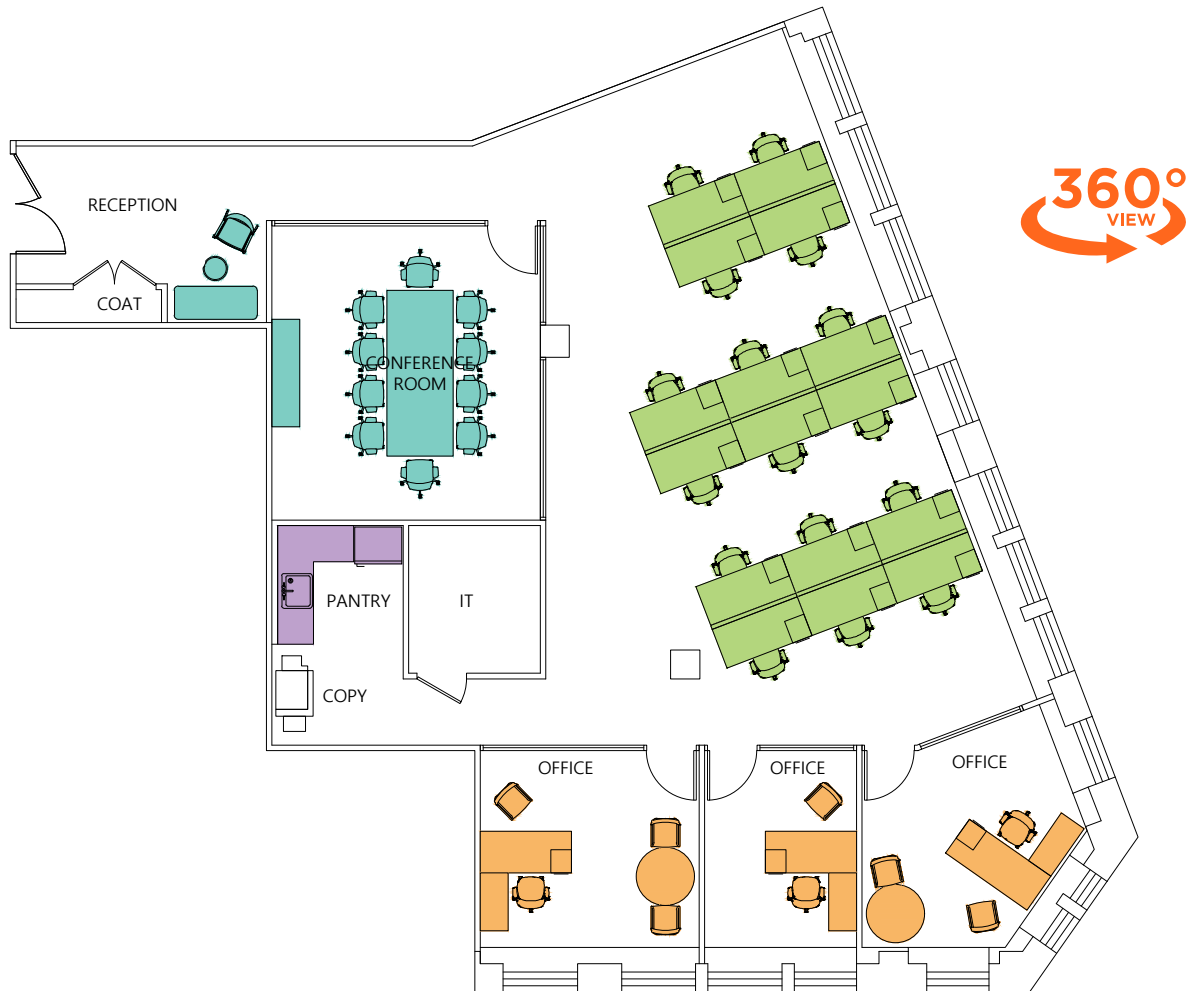 360°
VIEW
RECEPTION
COAT
CONFERENCE
ROOM
PANTRY
IT
COPY
OFFICE
OFFICE
OFFICE